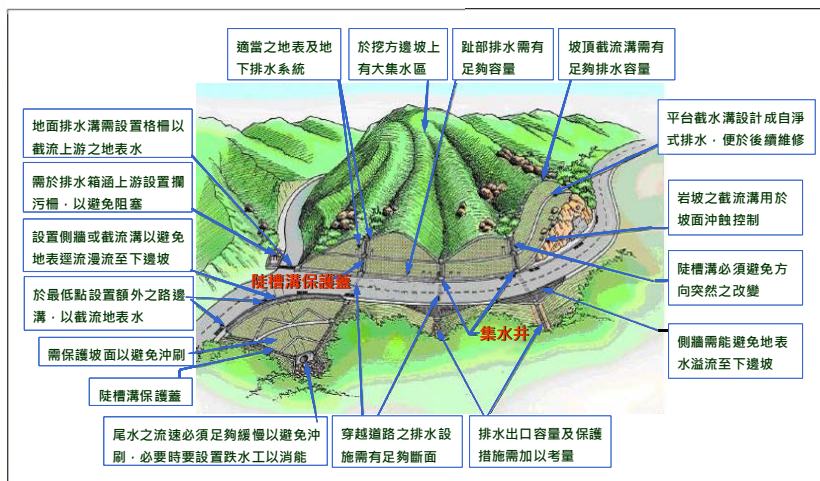 適當之地表及地
下排水系統
於挖方邊坡上
有大集水區
趾部排水需有
足夠容量
坡頂截流溝需有
足夠排水容量
地面排水溝需設置格柵以
截流上游之地表水
需於排水箱涵上游設置攔
污柵，以避免阻塞
設置側牆或截流溝以避免
地表逕流漫流至下邊坡
於最低點設置額外之路邊
溝，以截流地表水
需保護坡面以避免沖刷
陡槽溝保護蓋
平台截水溝設計成自淨
式排水，便於後續維修
岩坡之截流溝用於
坡面沖蝕控制
陡槽溝必須避免方
向突然之改變
側牆需能避免地表
水溢流至下邊坡
陡槽溝保護蓋
集水井
尾水之流速必須足夠緩慢以避免沖
刷，必要時要設置跌水工以消能
穿越道路之排水設
施需有足夠斷面
排水出口容量及保護
措施需加以考量